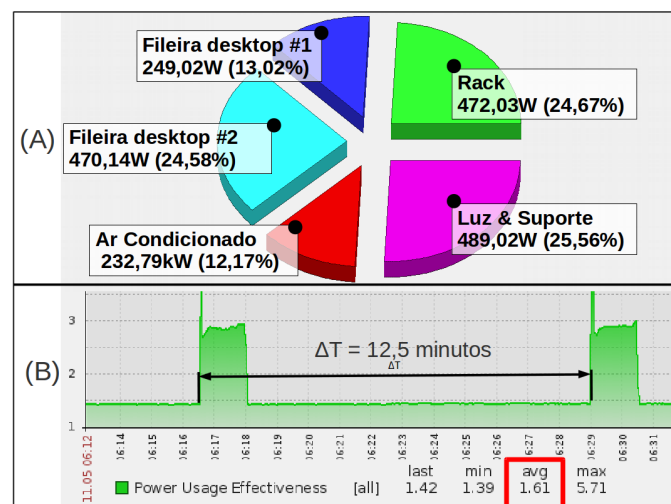 (A)
Fileira desktop #1
249,02W (13,02%)
Rack
472,03W (24,67%)
Fileira desktop #2
470,14W (24,58%)
Luz & Suporte
489,02W (25,56%)
Ar Condicionado
232,79kW (12,17%)
(B)
3
2
1
ΔT = 12,5 minutos
ΔT
11.05 06:12
06:14
06:15
06:16
06:17
06:18
06:19
06:20
06:21
06:22
06:23
06:24
06:25
06:26
06:27
06:28
06:29
06:30
06:31
last min avg max
Power Usage Effectiveness [all] 1.42 1.39 1.61 5.71